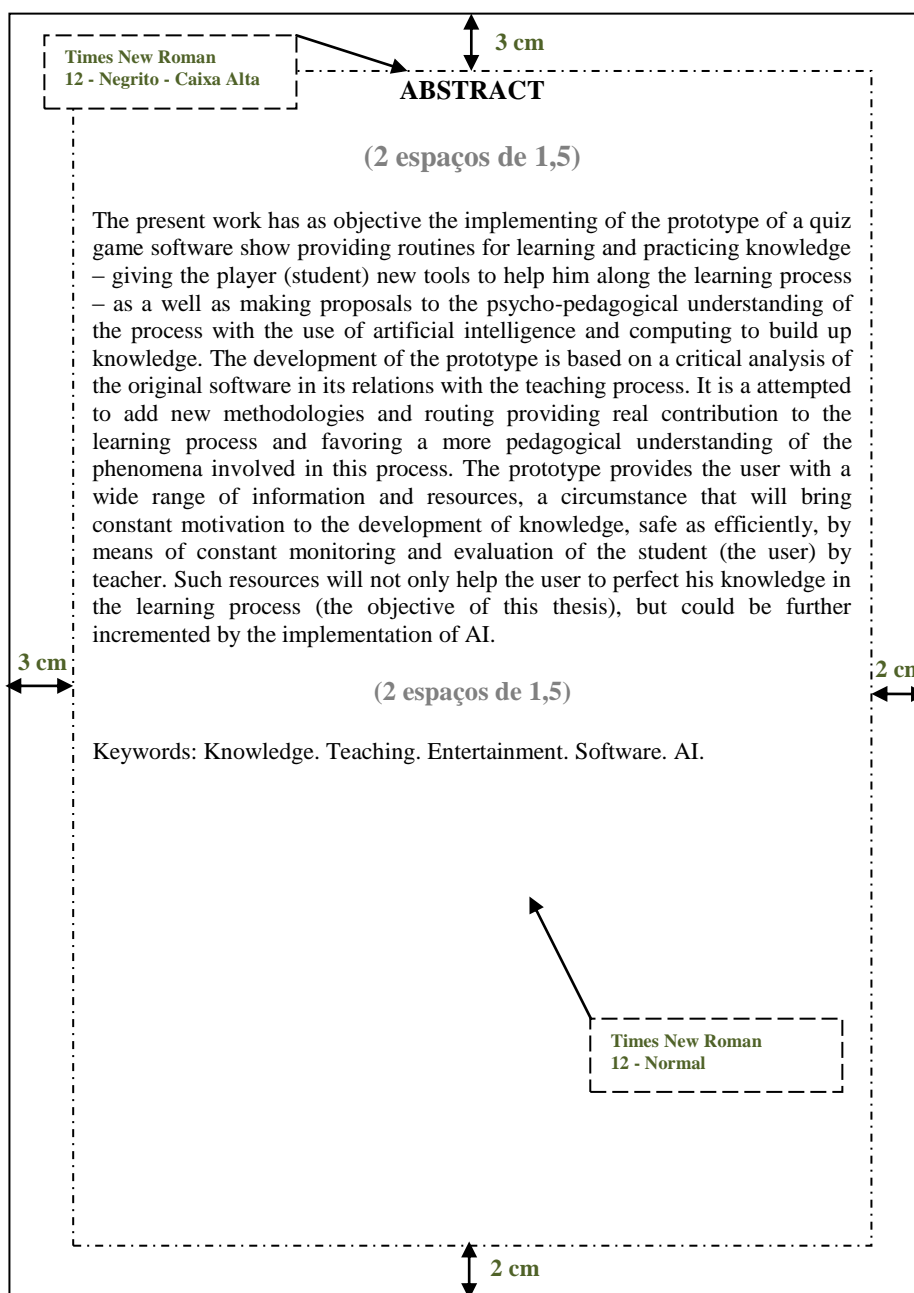 3 cm
Times New Roman
12 - Negrito - Caixa Alta
ABSTRACT
(2 espaços de 1,5)
The present work has as objective the implementing of the prototype of a quiz
game software show providing routines for learning and practicing knowledge
– giving the player (student) new tools to help him along the learning process
– as a well as making proposals to the psycho-pedagogical understanding of
the process with the use of artificial intelligence and computing to build up
knowledge. The development of the prototype is based on a critical analysis of
the original software in its relations with the teaching process. It is a attempted
to add new methodologies and routing providing real contribution to the
learning process and favoring a more pedagogical understanding of the
phenomena involved in this process. The prototype provides the user with a
wide range of information and resources, a circumstance that will bring
constant motivation to the development of knowledge, safe as efficiently, by
means of constant monitoring and evaluation of the student (the user) by
teacher. Such resources will not only help the user to perfect his knowledge in
the learning process (the objective of this thesis), but could be further
incremented by the implementation of AI.
3 cm
2 cm
(2 espaços de 1,5)
Keywords: Knowledge. Teaching. Entertainment. Software. AI.
Times New Roman
12 - Normal
2 cm